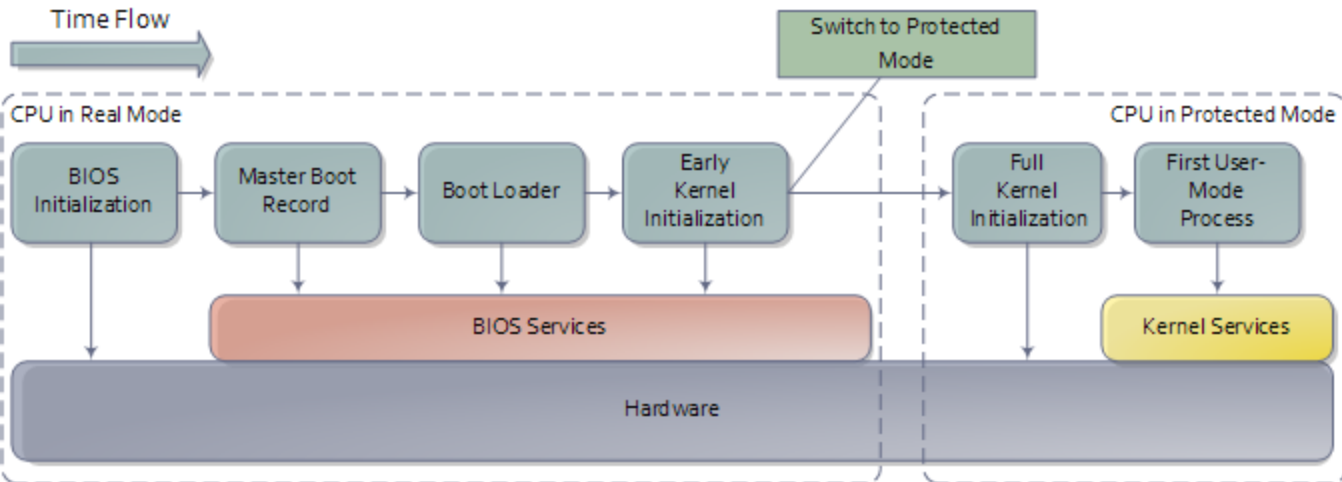 Time Flow
Switch to Protected
Mode
CPU in Real Mode
CPU in Protected Mode
BIOS
Initialization
Master Boot
Record
Boot Loader
Early
Kernel
Initialization
Full
Kernel
Initialization
First User-
Mode
Process
BIOS Services
Kernel Services
Hardware